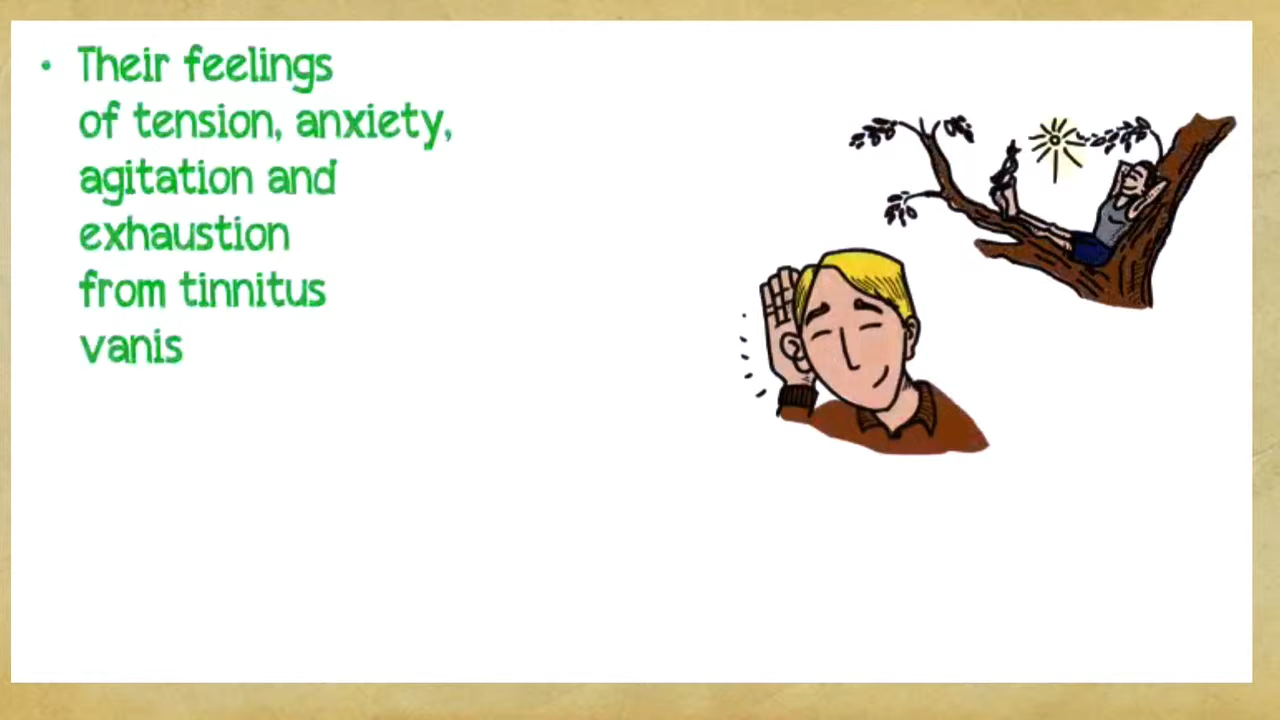 • Their feelings
of tension, anxiety,
agitation and
exhaustion
from tinnitus
vanis